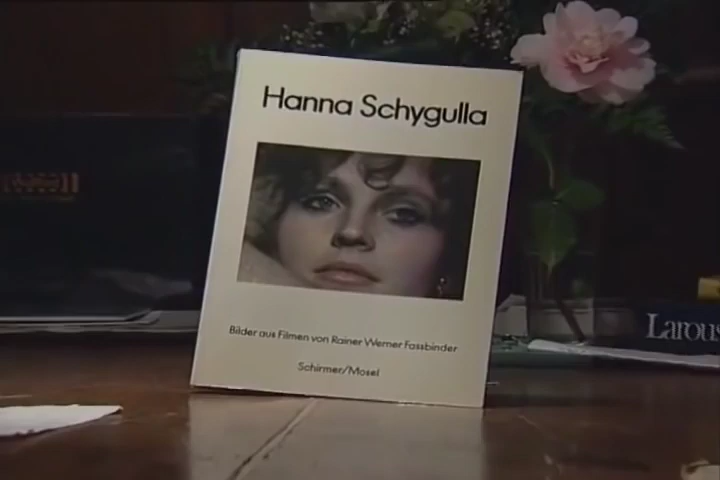 Hanna Schygulla
Bilder aus Filmen von Rainer Werner Fassbinder
Schirmer/Mosel
Larous